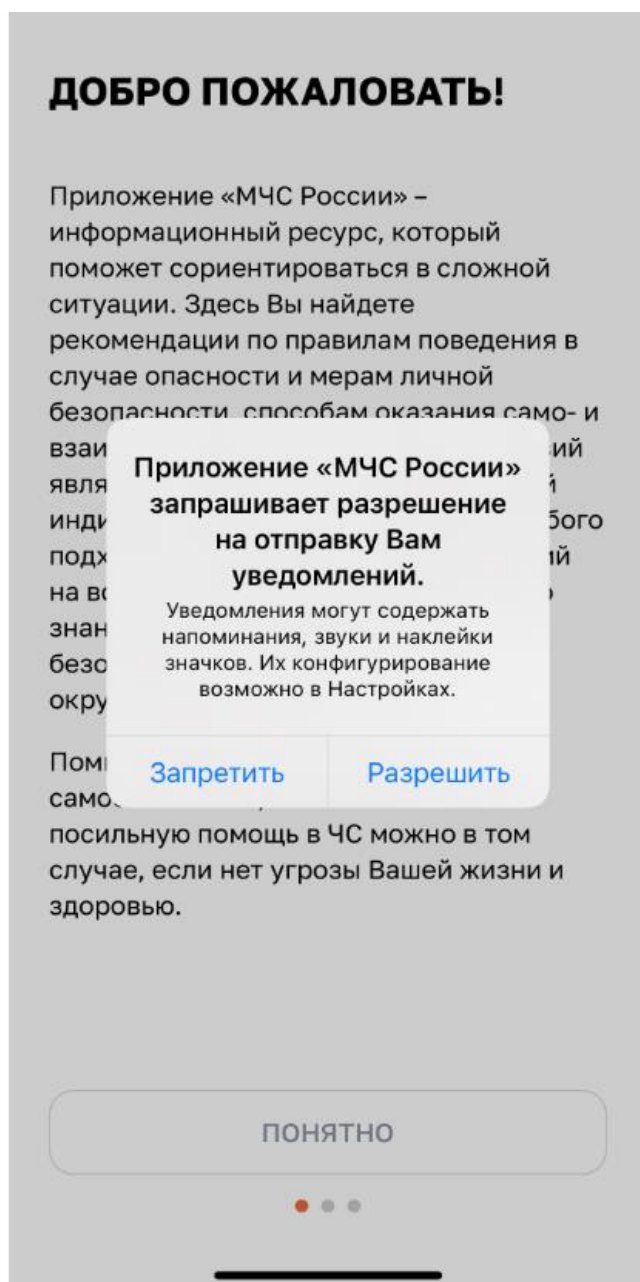 ДОБРО ПОЖАЛОВАТЬ!
Приложение «МЧС России» –
информационный ресурс, который
поможет сориентироваться в сложной
ситуации. Здесь Вы найдете
рекомендации по правилам поведения в
случае опасности и мерам личной
безопасности, способам оказания само- и
Приложение «МЧС России»
запрашивает разрешение
на отправку Вам
уведомлений.
Уведомления могут содержать
напоминания, звуки и наклейки
значков. Их конфигурирование
возможно в Настройках.
Запретить Разрешить
посильную помощь в ЧС можно в том
случае, если нет угрозы Вашей жизни и
здоровью.
ПОНЯТНО